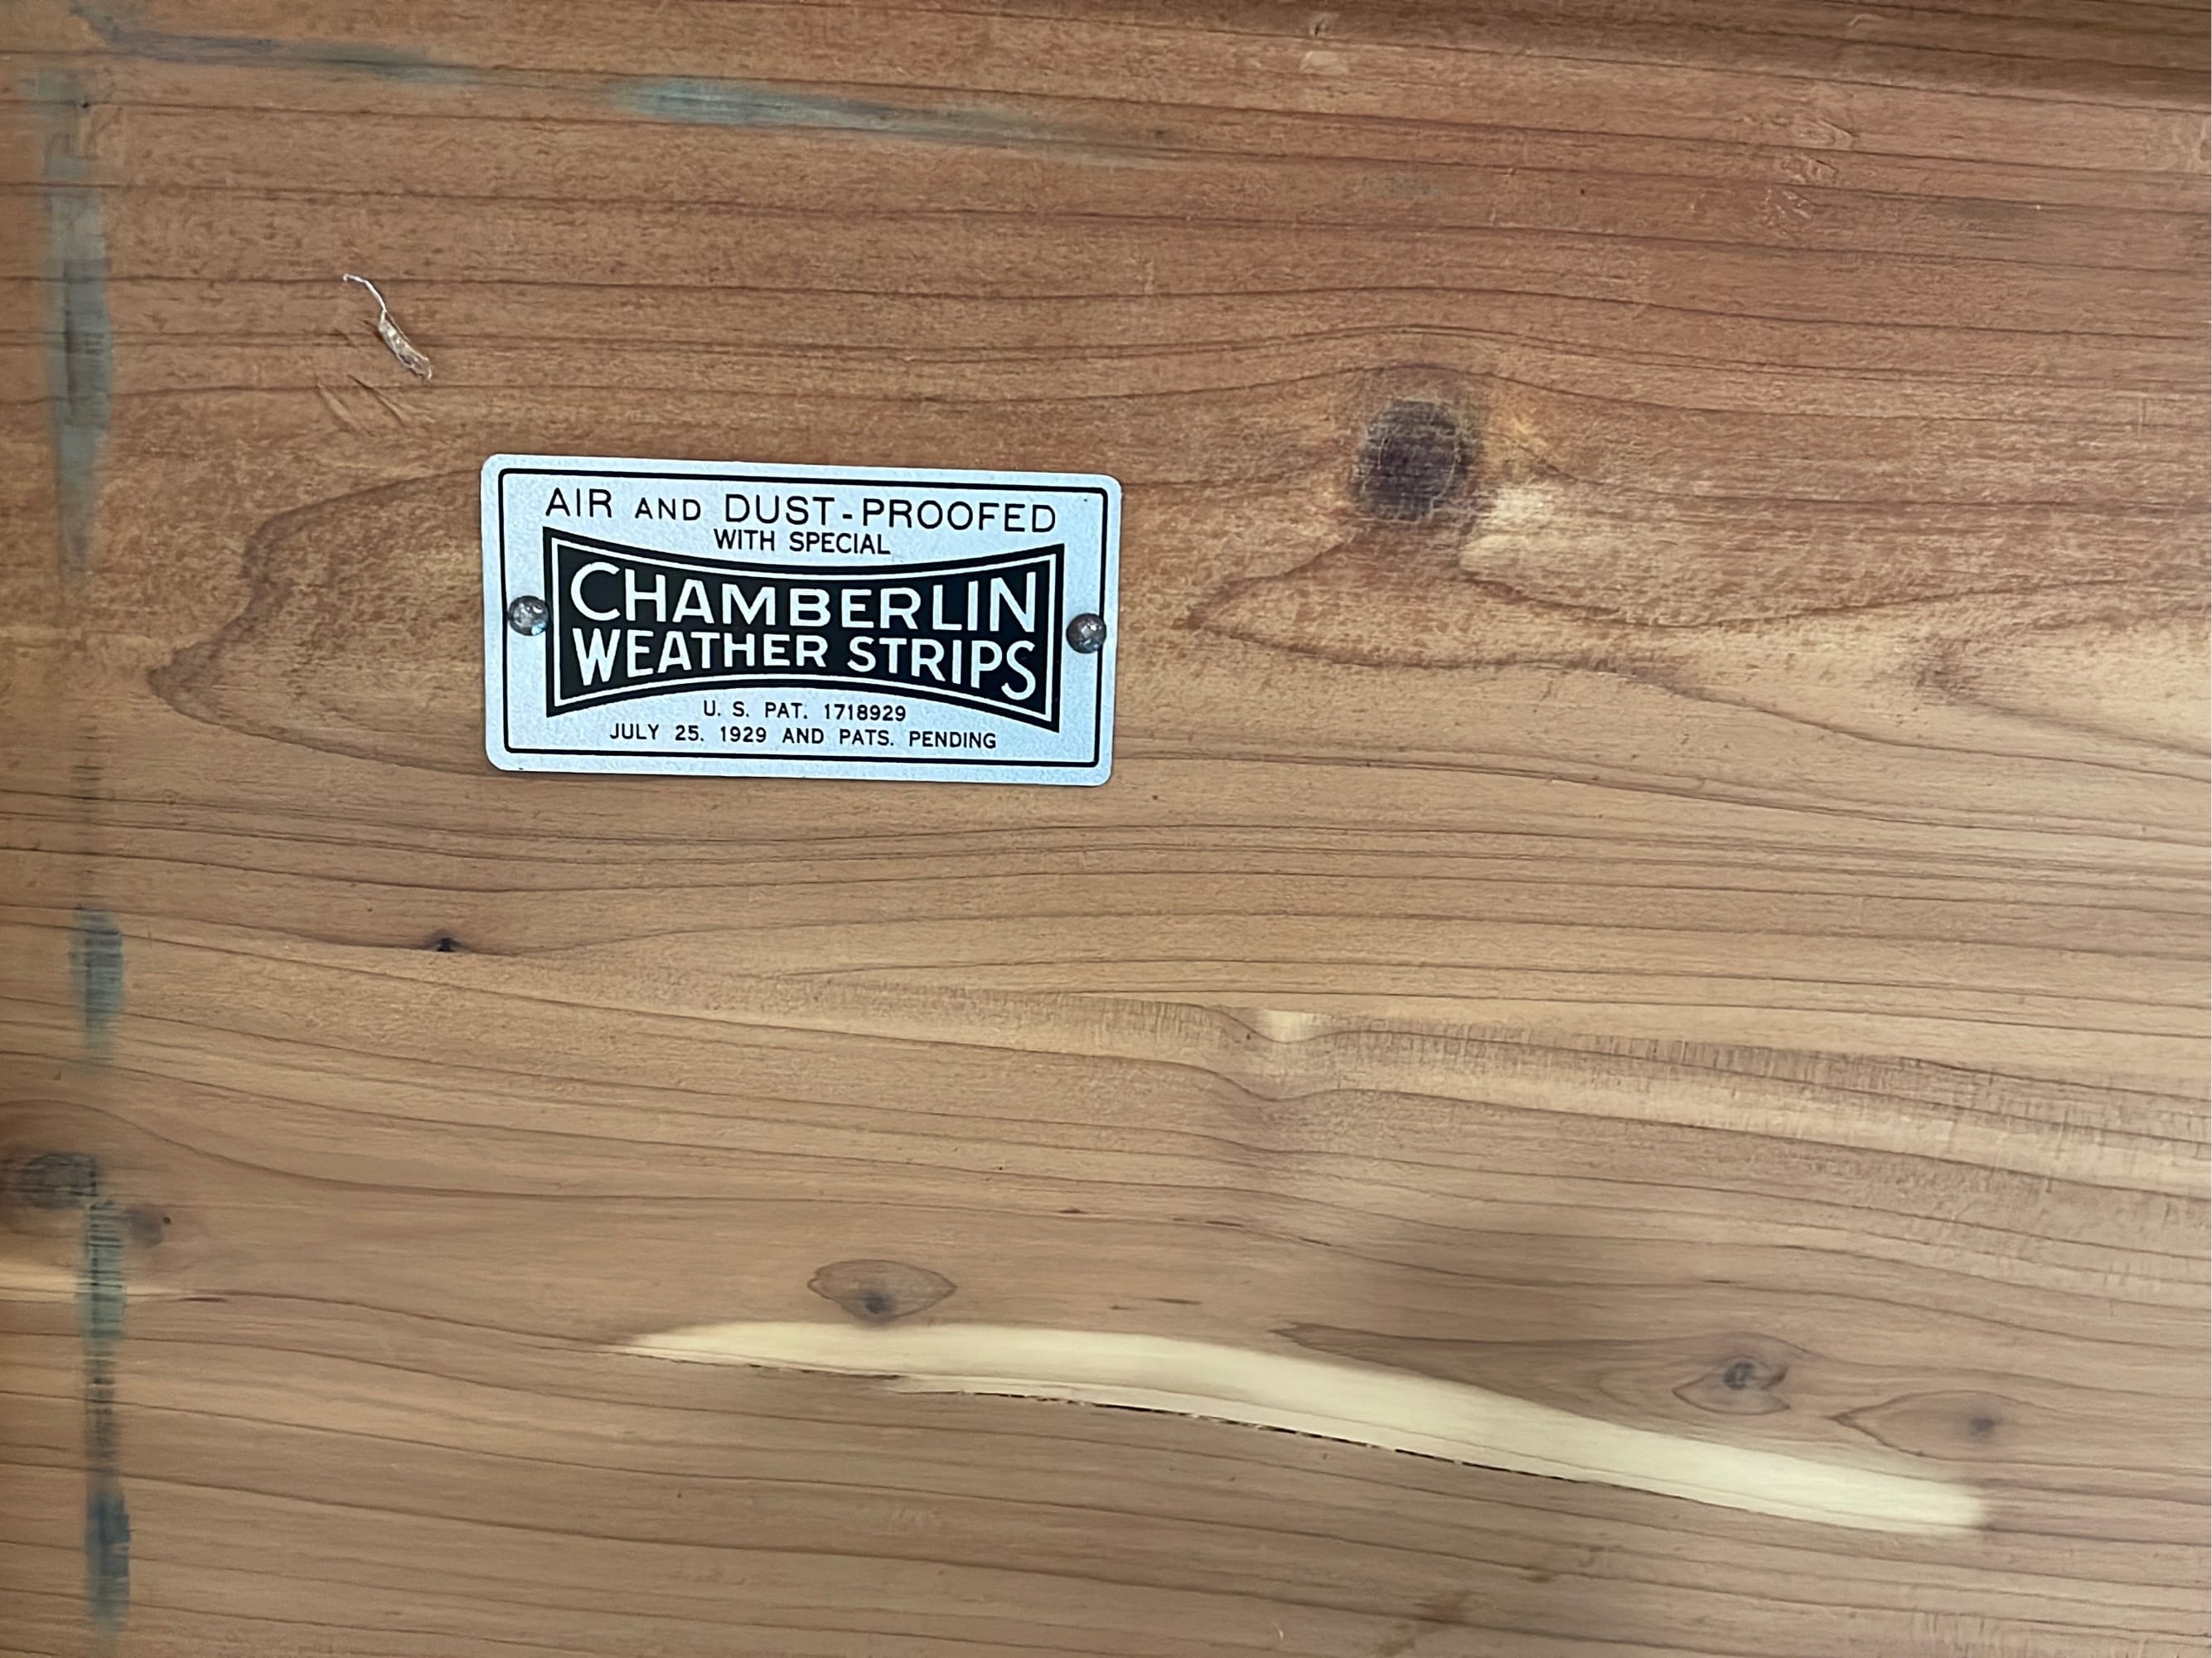 AIR AND DUST-PROOFED
WITH SPECIAL
CHAMBERLIN
WEATHER STRIPS
U. S. PAT. 1718929
JULY 25. 1929 AND PATS. PENDING